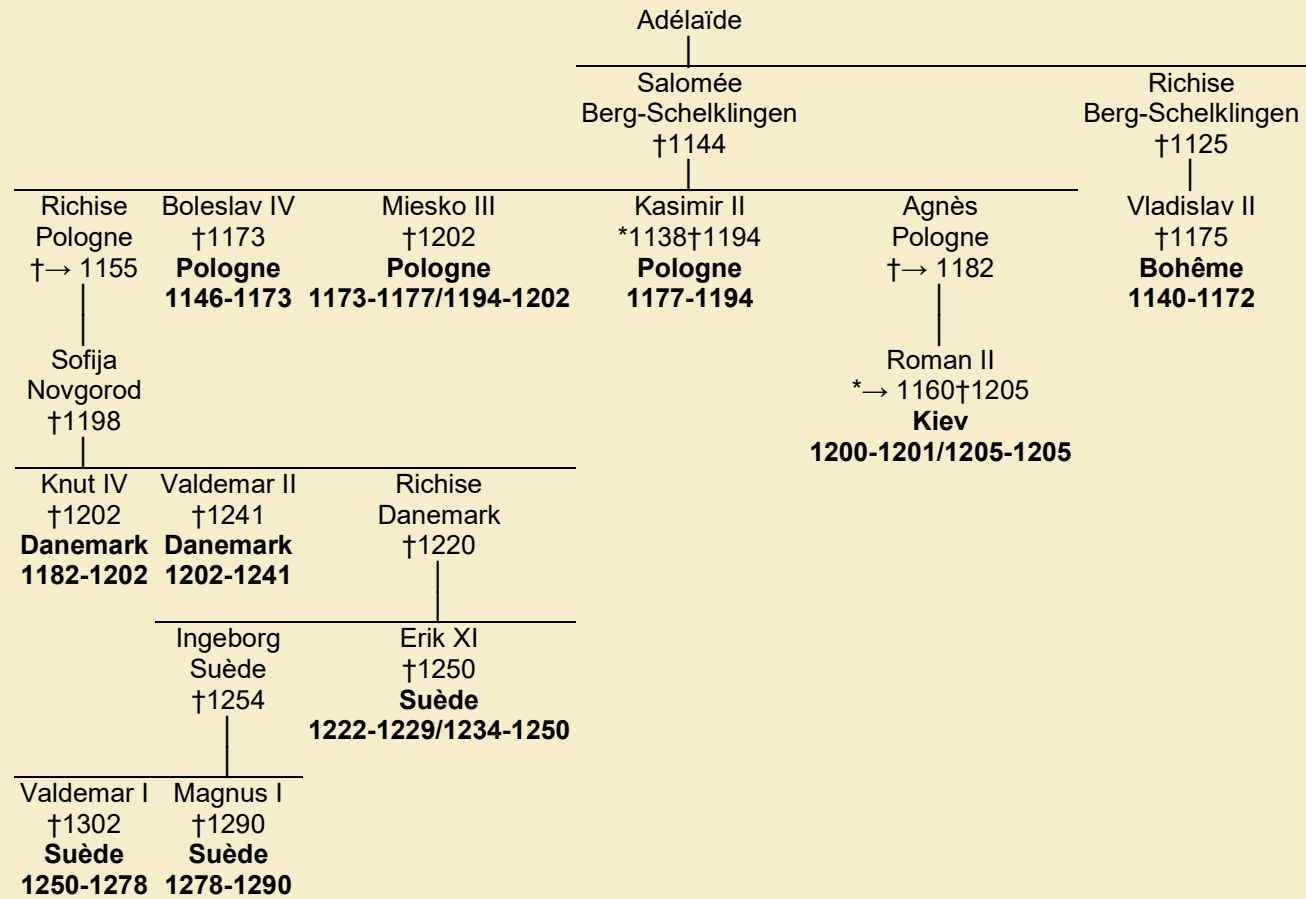 Adélaïde
Salomée Richise
Berg-Schelklingen Berg-Schelklingen
†1144 †1125
Richise Boleslav IV Miesko III Kasimir II Agnès Vladislav II
Pologne †1173 †1202 *1138†1194 Pologne †1175
†→ 1155 Pologne Pologne Pologne †→ 1182 Bohême
1146-1173 1173-1177/1194-1202 1177-1194 1140-1172
Sofija Roman II
Novgorod *→ 1160†1205
†1198 Kiev
1200-1201/1205-1205
Knut IV Valdemar II Richise
†1202 †1241 Danemark
Danemark Danemark †1220
1182-1202 1202-1241
Ingeborg Erik XI
Suède †1250
†1254 Suède
1222-1229/1234-1250
Valdemar I Magnus I
†1302 †1290
Suède Suède
1250-1278 1278-1290